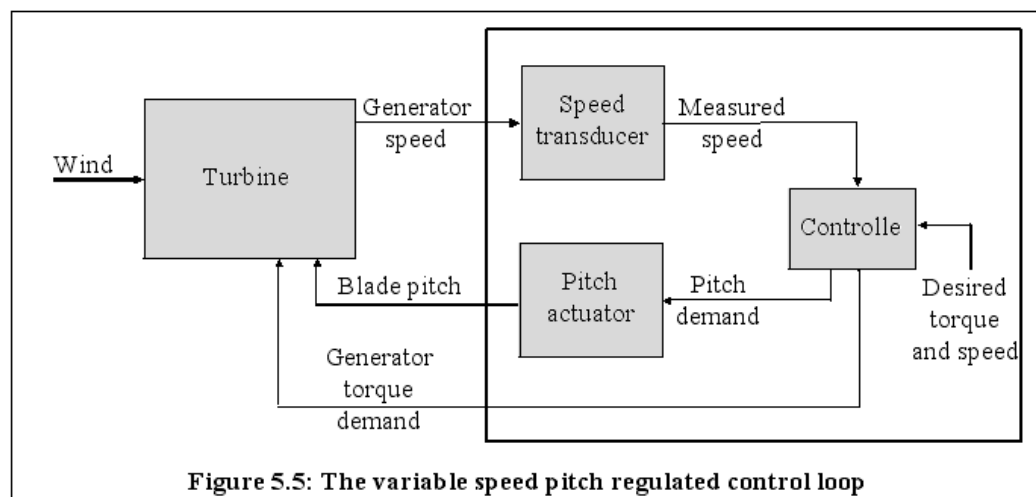 Generator
speed
Speed
transducer
Measured
speed
Wind
Turbine
Controlle
Blade pitch
Pitch
actuator
Pitch
demand
Desired
torque
and speed
Generator
torque
demand
Figure 5.5: The variable speed pitch regulated control loop